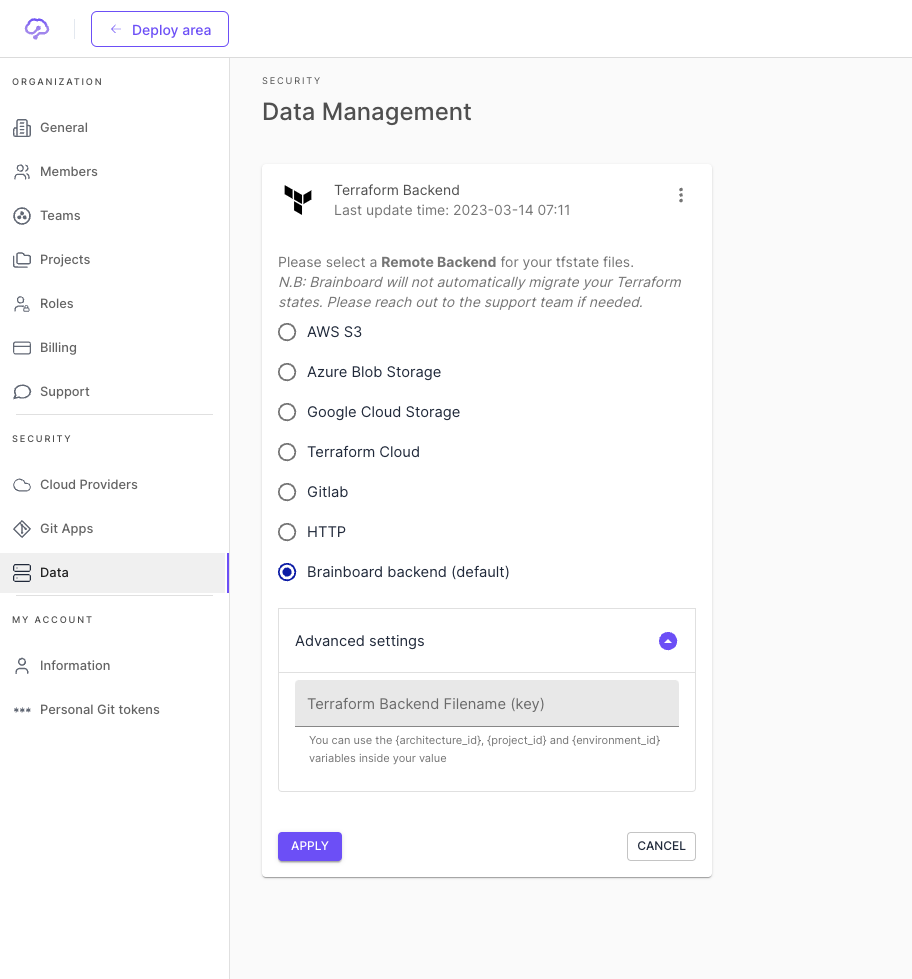 ← Deploy area
ORGANIZATION
General
Members
Teams
Projects
Roles
Billing
Support
SECURITY
Cloud Providers
Git Apps
Data
MY ACCOUNT
Information
Personal Git tokens
SECURITY
Data Management
Terraform Backend
Last update time: 2023-03-14 07:11
Please select a Remote Backend for your tfstate files.
N.B: Brainboard will not automatically migrate your Terraform
states. Please reach out to the support team if needed.
AWS S3
Azure Blob Storage
Google Cloud Storage
Terraform Cloud
Gitlab
HTTP
Brainboard backend (default)
Advanced settings
Terraform Backend Filename (key)
You can use the {architecture_id}, {project_id} and {environment_id}
variables inside your value
APPLY
CANCEL